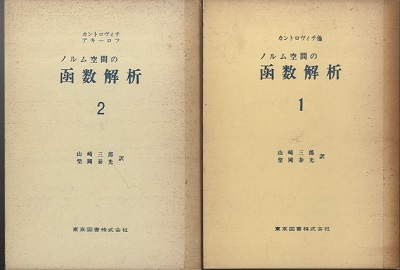 カントロヴィチ
アキーロフ
ノルム空間の
函数解析
2
山崎三郎
柴岡泰光
訳
東京図書株式会社
カントロヴィチ他
ノルム空間の
函数解析
1
山崎三郎
柴岡泰光
訳
東京図書株式会社